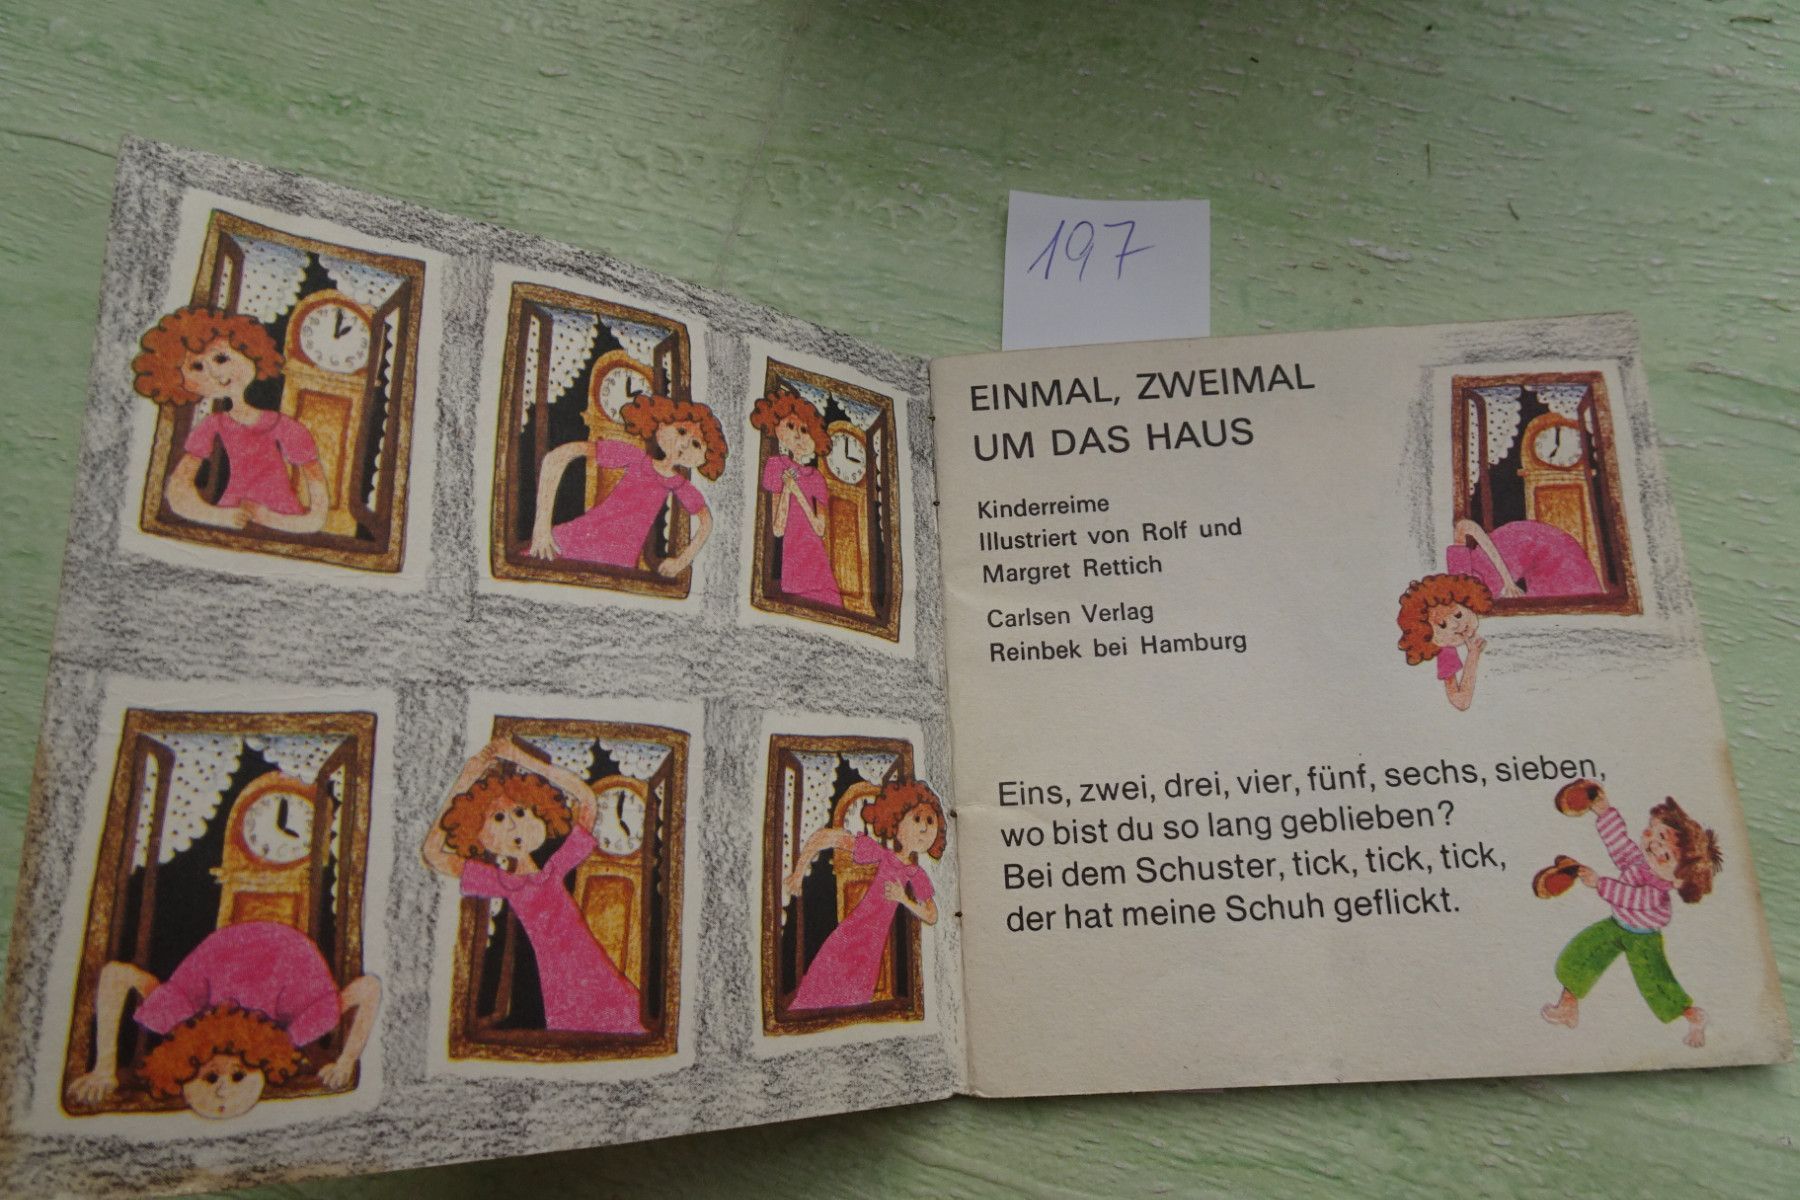 197
EINMAL, ZWEIMAL
UM DAS HAUS
Kinderreime
Illustriert von Rolf und
Margret Rettich
Carlsen Verlag
Reinbek bei Hamburg
Eins, zwei, drei, vier, fünf, sechs, sieben,
wo bist du so lang geblieben?
Bei dem Schuster, tick, tick, tick,
der hat meine Schuh geflickt.